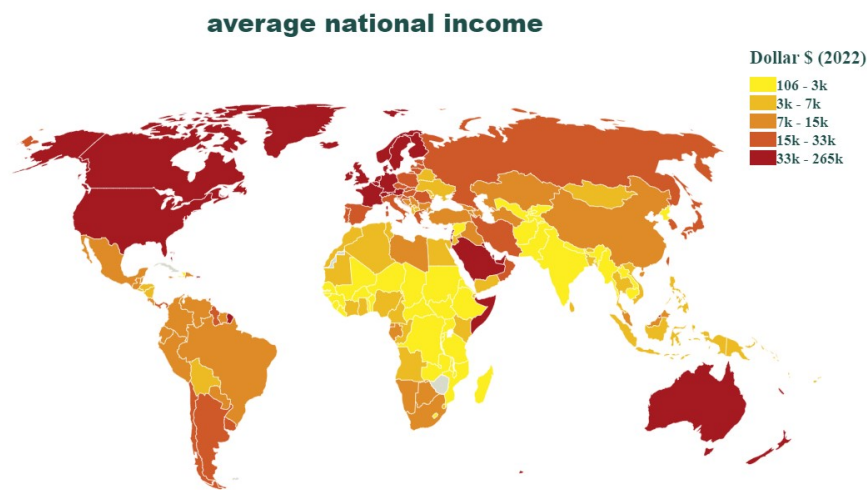 average national income
Dollar $ (2022)
106 - 3k
3k - 7k
7k - 15k
15k - 33k
33k - 265k